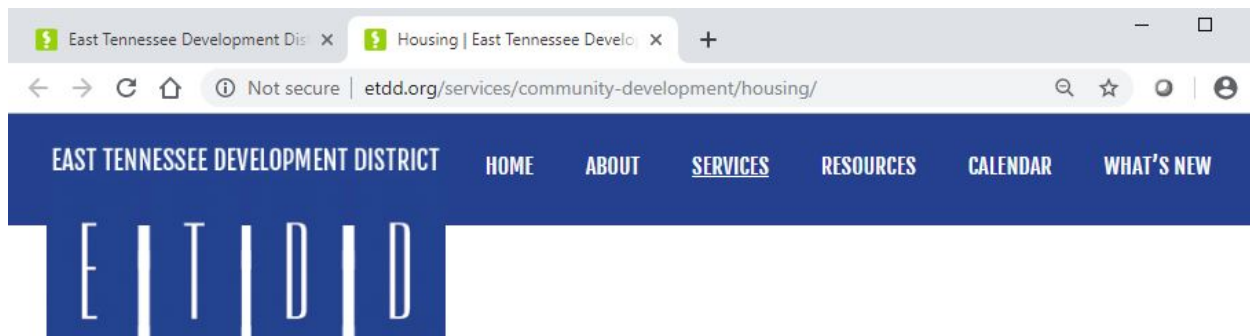 East Tennessee Development Dis
Housing | East Tennessee Develo
Not secure | etdd.org/services/community-development/housing/
EAST TENNESSEE DEVELOPMENT DISTRICT
HOME ABOUT SERVICES RESOURCES CALENDAR WHAT'S NEW
E T D D